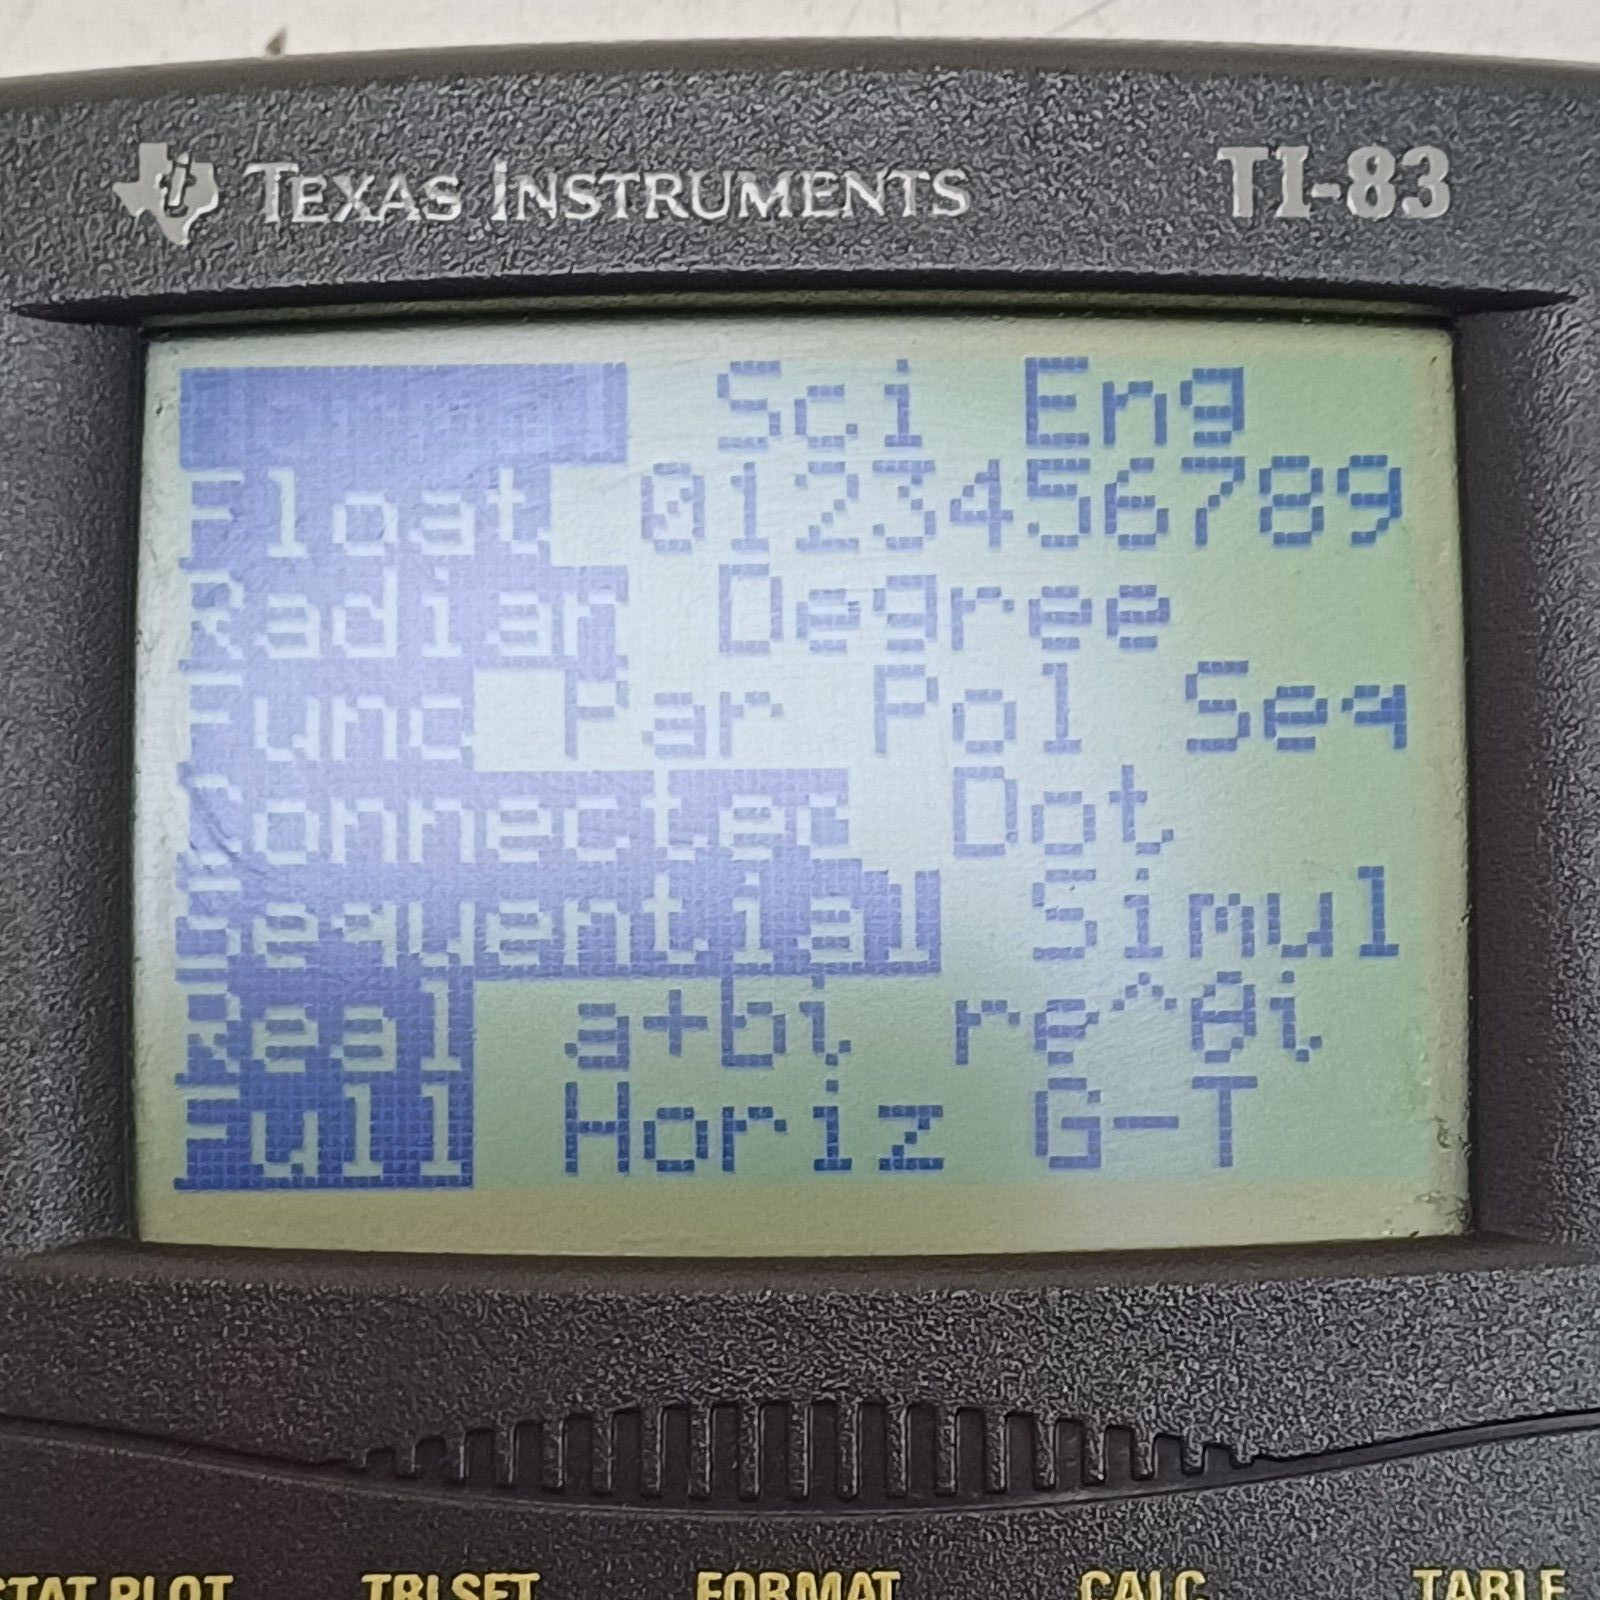 TEXAS INSTRUMENTS TI-83
Sci Eng
Float 0123456789
Radian Degree
Func Par Pol Seq
Connected Dot
Sequential Simul
Real a+bi re^θi
Full Horiz G-T
STAT PLOT TBLSET FORMAT CALC TABLE